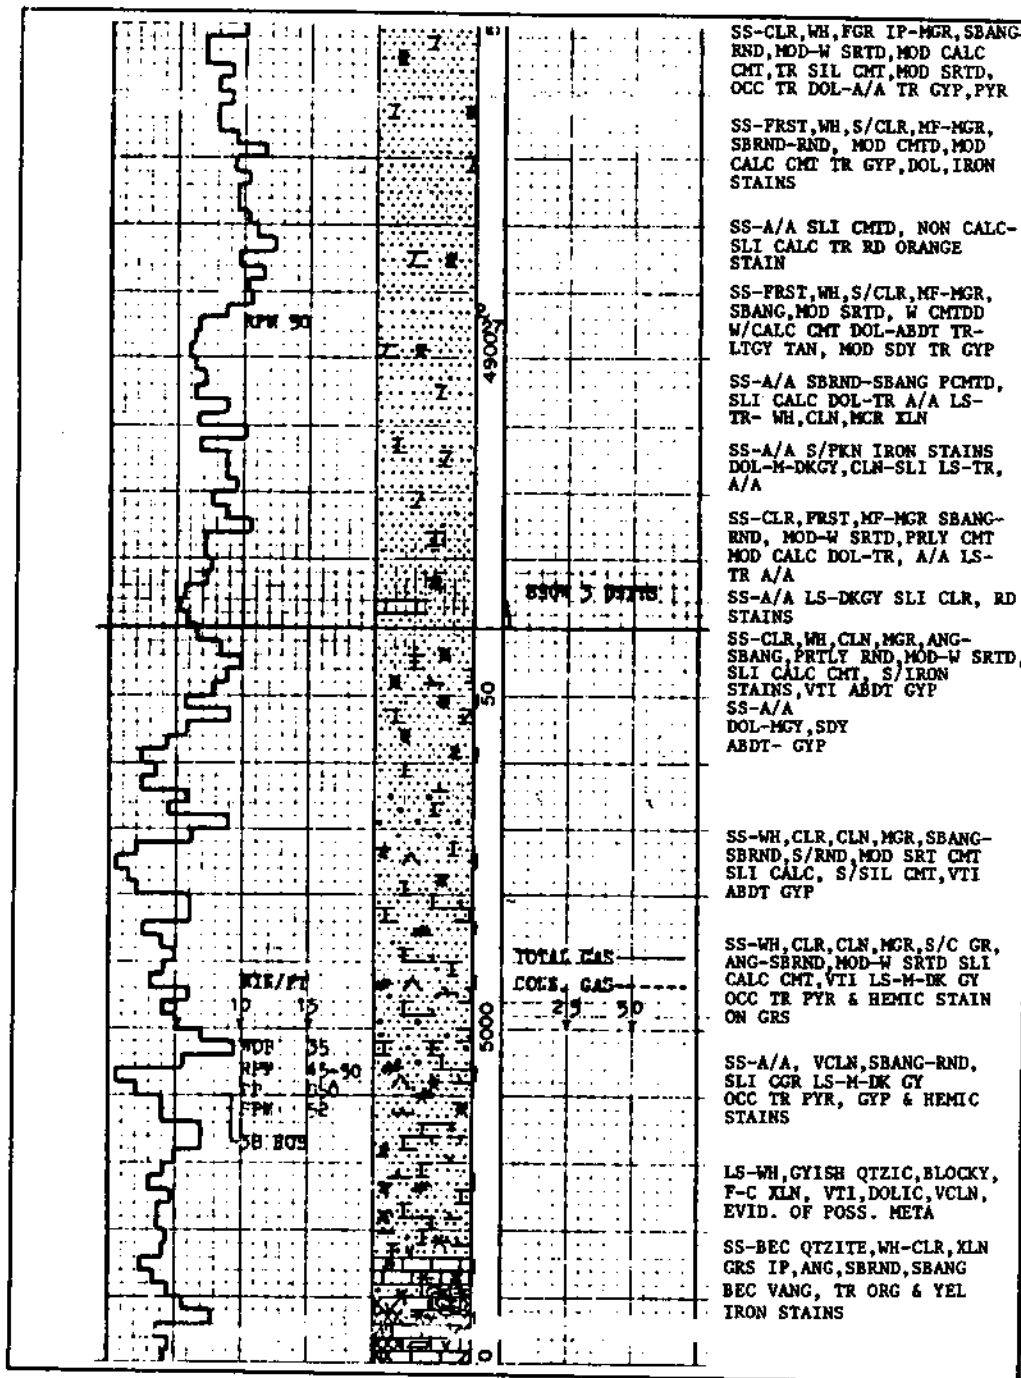 SS-CLR,WH,FGR IP-MGR,SBANG-
RND,MOD-W SRTD,MOD CALC
CMT,TR SIL CMT,MOD SRTD,
OCC TR DOL-A/A TR GYP,PYR
SS-FRST,WH,S/CLR,MF-MGR,
SBRND-RND, MOD CMTD,MOD
CALC CMT TR GYP,DOL,IRON
STAINS
SS-A/A SLI CMTD, NON CALC-
SLI CALC TR RD ORANGE
STAIN
SS-FRST,WH,S/CLR,MF-MGR,
SBANG,MOD SRTD, W CMTDD
W/CALC CMT DOL-ABDT TR-
LTGY TAN, MOD SDY TR GYP
SS-A/A SBRND-SBANG PCMTD,
SLI CALC DOL-TR A/A LS-
TR- WH,CLN,MCR XLN
SS-A/A S/PKN IRON STAINS
DOL-M-DKGY,CLN-SLI LS-TR,
A/A
SS-CLR,FRST,MF-MGR SBANG-
RND, MOD-W SRTD,PRLY CMT
MOD CALC DOL-TR, A/A LS-
TR A/A
SS-A/A LS-DKGY SLI CLR, RD
STAINS
SS-CLR,WH,CLN,MGR,ANG-
SBANG,PRTLY RND,MOD-W SRTD,
SLI CALC CMT, S/IRON
STAINS,VTI ABDT GYP
SS-A/A
DOL-MGY,SDY
ABDT- GYP
SS-WH,CLR,CLN,MGR,SBANG-
SBRND,S/RND,MOD SRT CMT
SLI CALC, S/SIL CMT,VTI
ABDT GYP
SS-WH,CLR,CLN,MGR,S/C GR,
ANG-SBRND,MOD-W SRTD SLI
CALC CMT,VTI LS-M-DK GY
OCC TR PYR & HEMIC STAIN
ON GRS
SS-A/A, VCLN,SBANG-RND,
SLI CGR LS-M-DK GY
OCC TR PYR, GYP & HEMIC
STAINS
LS-WH,GYISH QTZIC,BLOCKY,
F-C XLN, VTI,DOLIC,VCLN,
EVID. OF POSS. META
SS-BEC QTZITE,WH-CLR,XLN
GRS IP,ANG,SBRND,SBANG
BEC VANG, TR ORG & YEL
IRON STAINS
RPM 50
4900
50
TOTAL GAS
GAS
25 50
MIN/FT
10 15
5000
WOB 35
RPM 45-50
PP
52
0